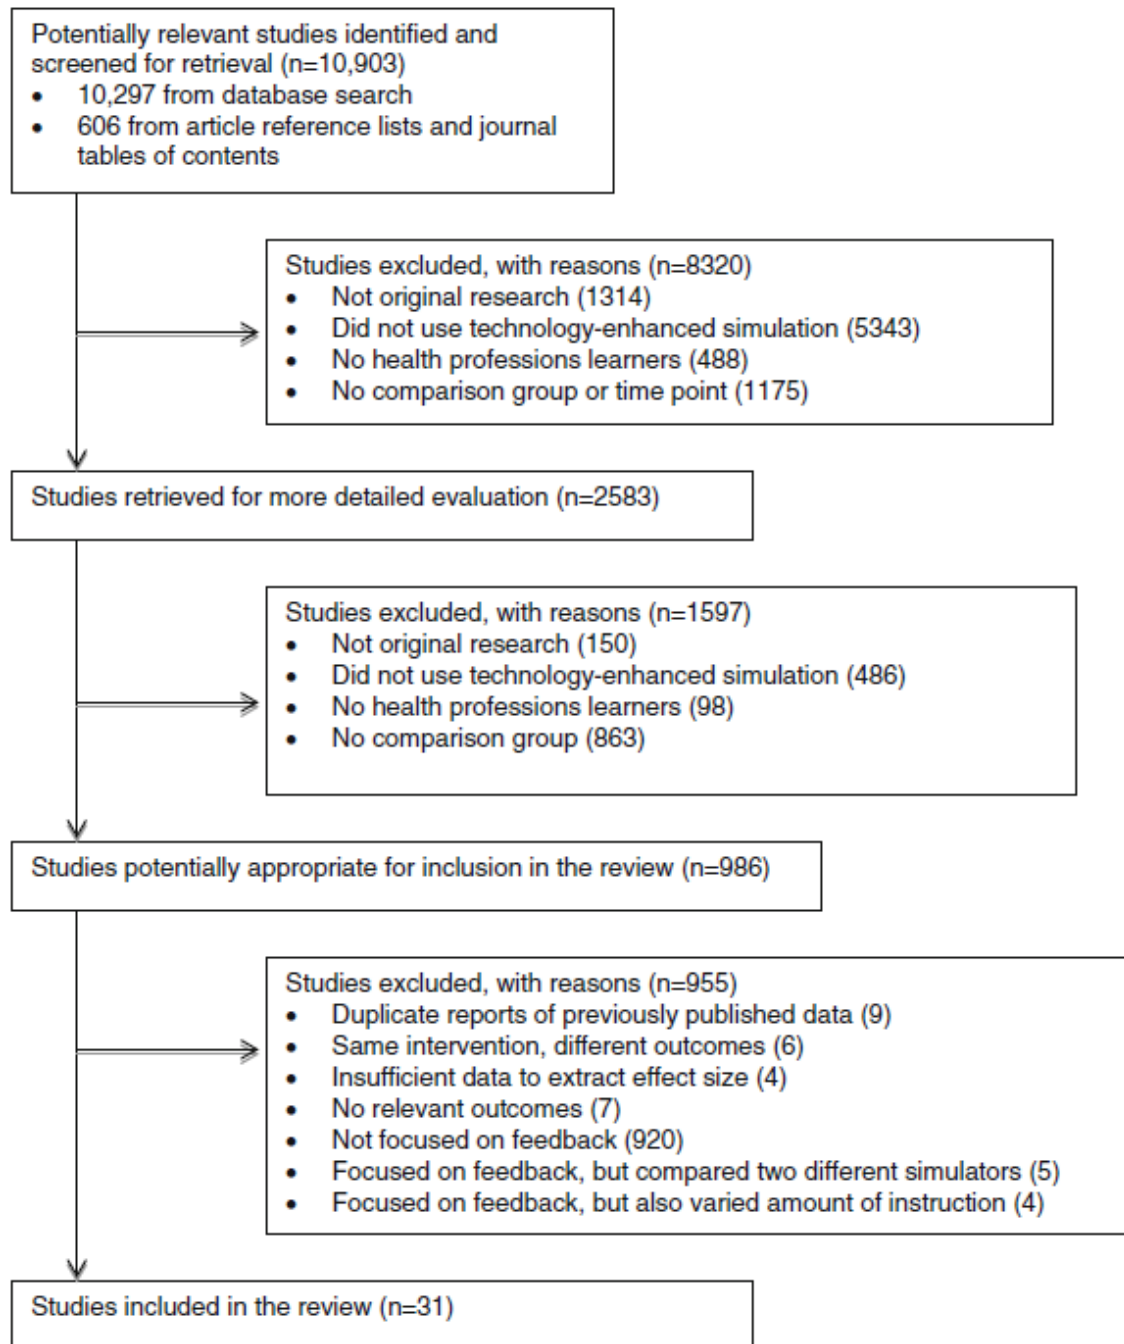 Potentially relevant studies identified and
screened for retrieval (n=10,903)
• 10,297 from database search
• 606 from article reference lists and journal
tables of contents
Studies excluded, with reasons (n=8320)
• Not original research (1314)
• Did not use technology-enhanced simulation (5343)
• No health professions learners (488)
• No comparison group or time point (1175)
Studies retrieved for more detailed evaluation (n=2583)
Studies excluded, with reasons (n=1597)
• Not original research (150)
• Did not use technology-enhanced simulation (486)
• No health professions learners (98)
• No comparison group (863)
Studies potentially appropriate for inclusion in the review (n=986)
Studies excluded, with reasons (n=955)
• Duplicate reports of previously published data (9)
• Same intervention, different outcomes (6)
• Insufficient data to extract effect size (4)
• No relevant outcomes (7)
• Not focused on feedback (920)
• Focused on feedback, but compared two different simulators (5)
• Focused on feedback, but also varied amount of instruction (4)
Studies included in the review (n=31)